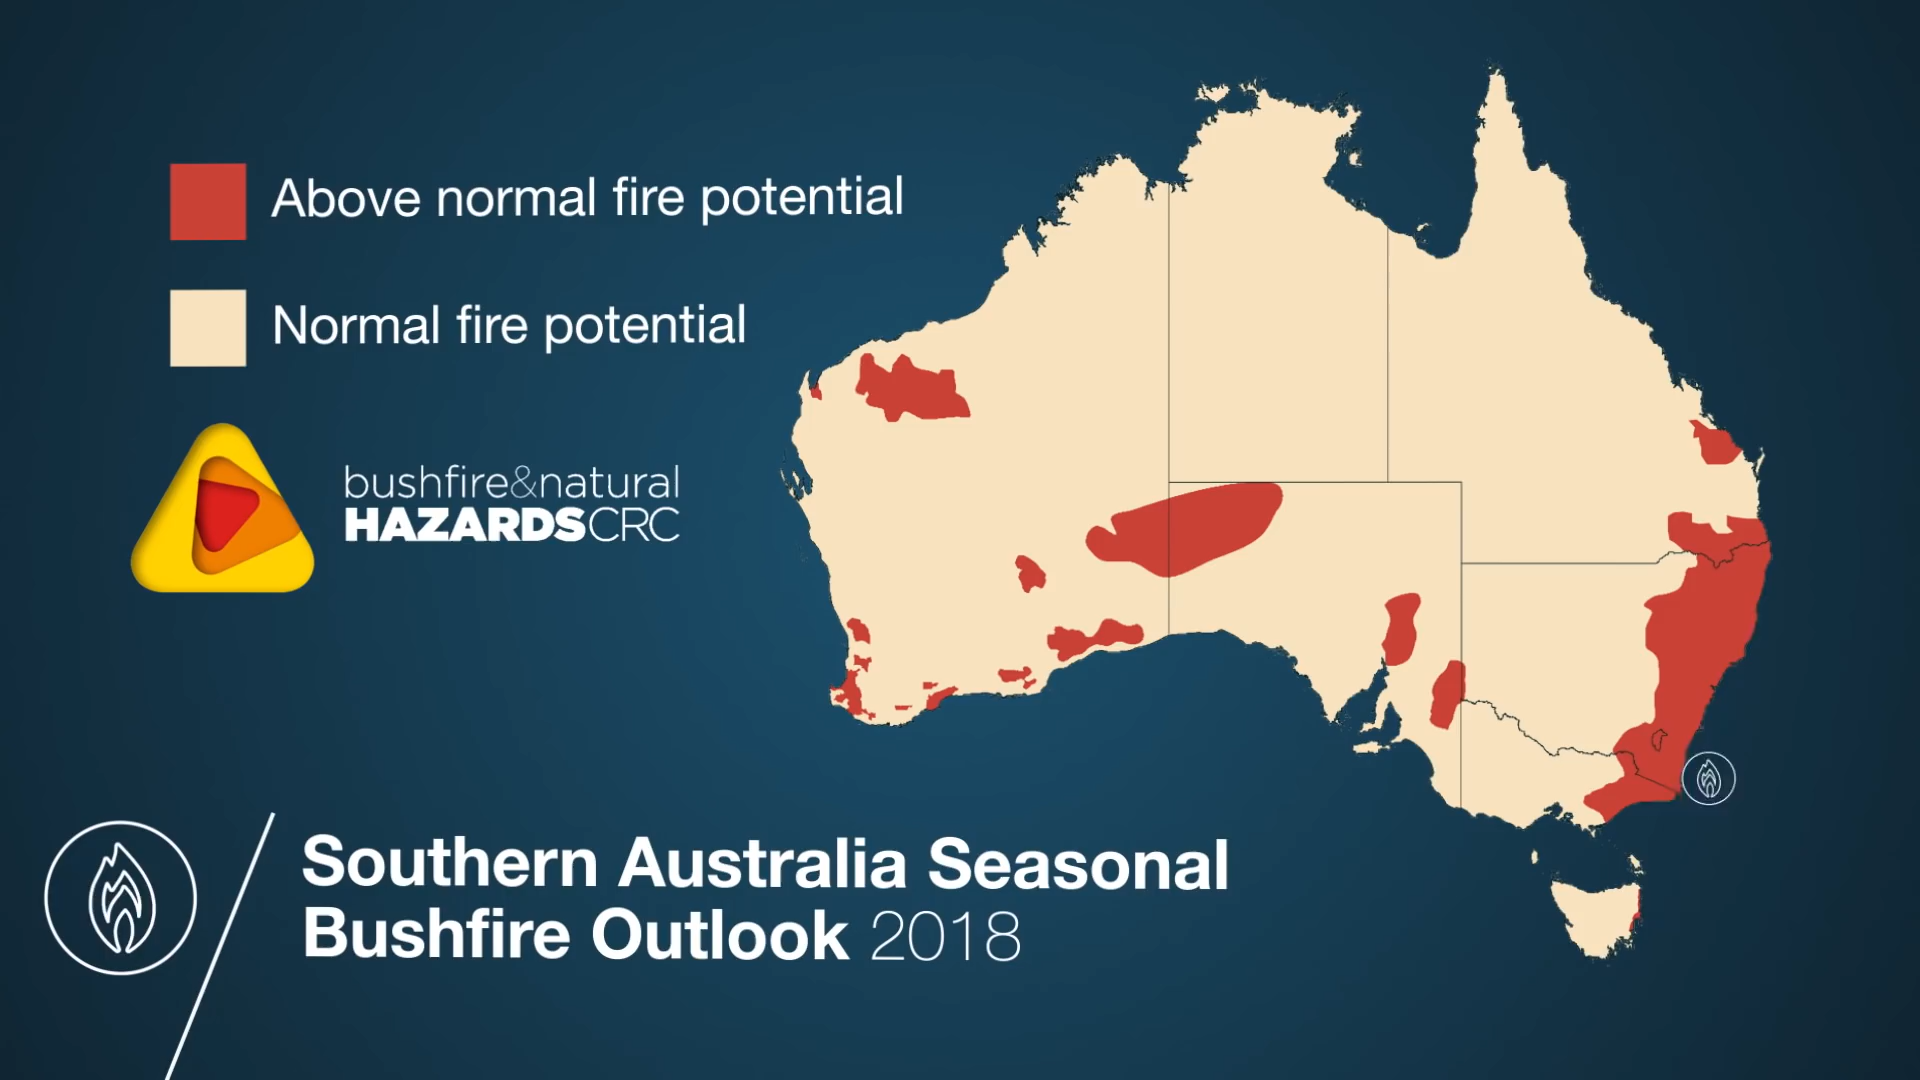 Above normal fire potential
Normal fire potential
bushfire&natural
HAZARDSCRC
Southern Australia Seasonal
Bushfire Outlook 2018